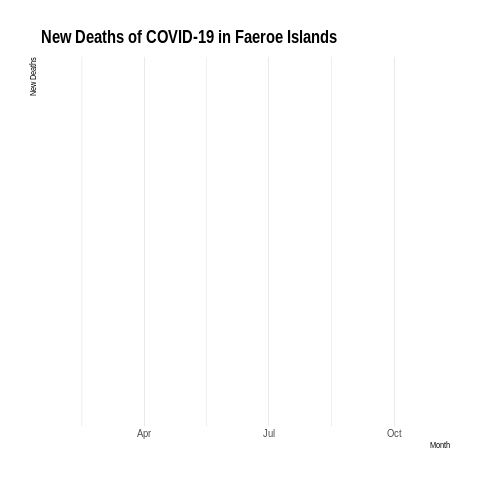 New Deaths of COVID-19 in Faeroe Islands
New Deaths
Apr Jul Oct
Month